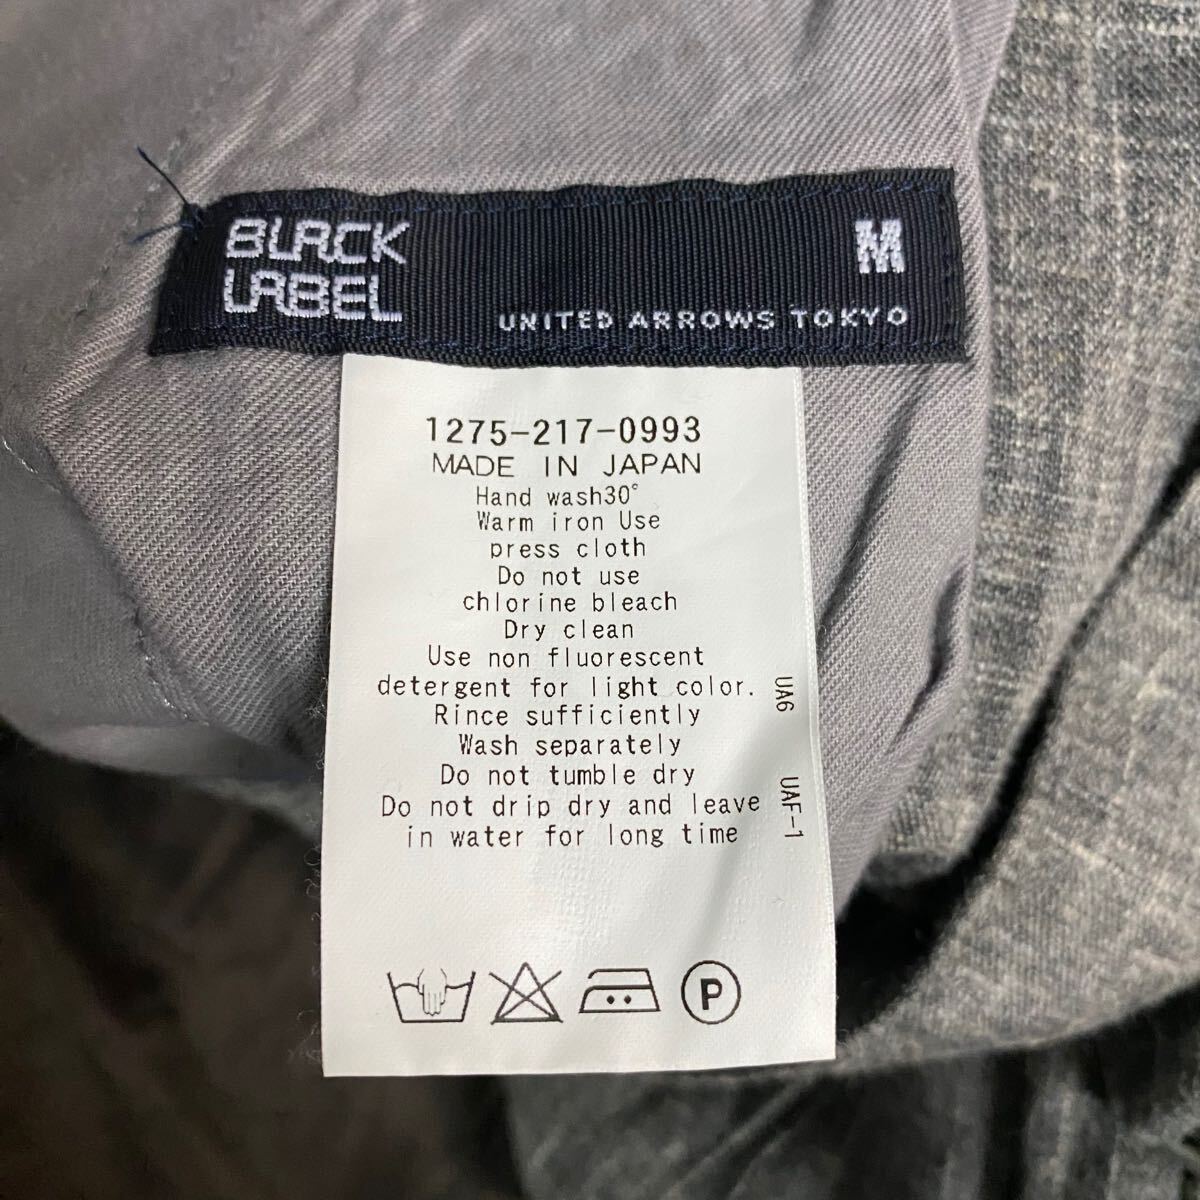 BLACK
LABEL
M
UNITED ARROWS TOKYO
1275-217-0993
MADE IN JAPAN
Hand wash30°
Warm iron Use
press cloth
Do not use
chlorine bleach
Dry clean
Use non fluorescent
detergent for light color.
Rince sufficiently
Wash separately
Do not tumble dry
Do not drip dry and leave
in water for long time
UA6
UAF-1
P